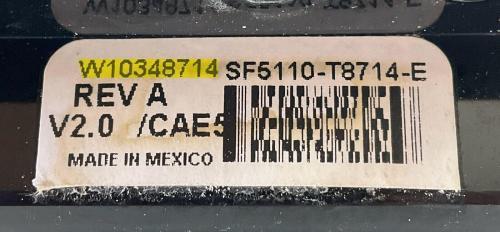 W10348714 SF5110-T8714-E
REV A
V2.0 /CAE5
MADE IN MEXICO